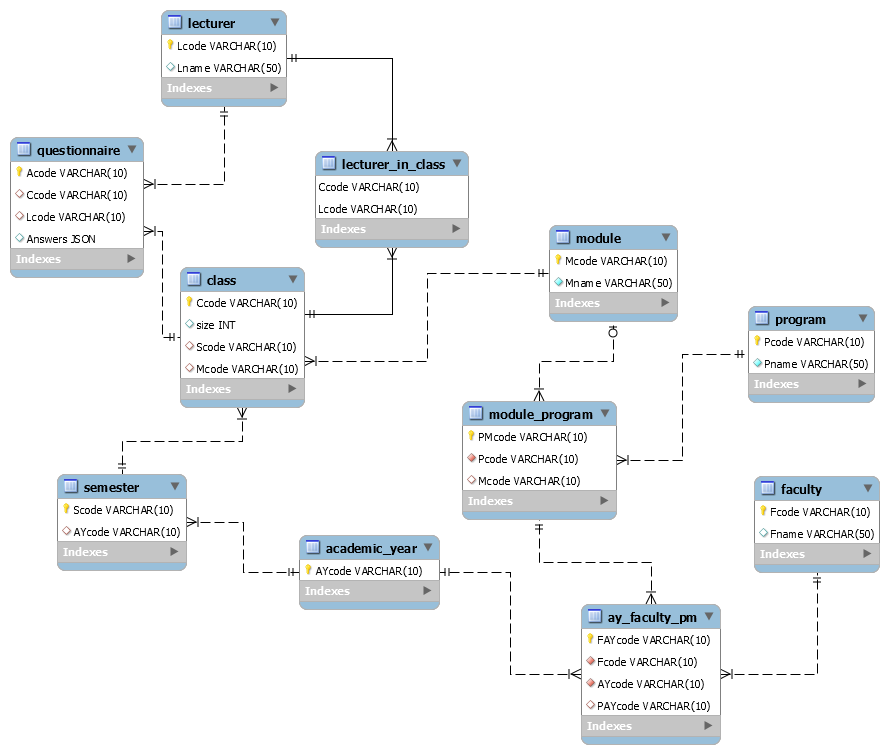 lecturer
Lcode VARCHAR(10)
Lname VARCHAR(50)
Indexes
questionnaire
Acode VARCHAR(10)
Ccode VARCHAR(10)
Lcode VARCHAR(10)
Answers JSON
Indexes
lecturer_in_class
Ccode VARCHAR(10)
Lcode VARCHAR(10)
Indexes
module
Mcode VARCHAR(10)
Mname VARCHAR(50)
Indexes
class
Ccode VARCHAR(10)
size INT
Scode VARCHAR(10)
Mcode VARCHAR(10)
Indexes
program
Pcode VARCHAR(10)
Pname VARCHAR(50)
Indexes
module_program
PMcode VARCHAR(10)
Pcode VARCHAR(10)
Mcode VARCHAR(10)
Indexes
semester
Scode VARCHAR(10)
AYcode VARCHAR(10)
Indexes
faculty
Fcode VARCHAR(10)
Fname VARCHAR(50)
Indexes
academic_year
AYcode VARCHAR(10)
Indexes
ay_faculty_pm
FAYcode VARCHAR(10)
Fcode VARCHAR(10)
AYcode VARCHAR(10)
PAYcode VARCHAR(10)
Indexes